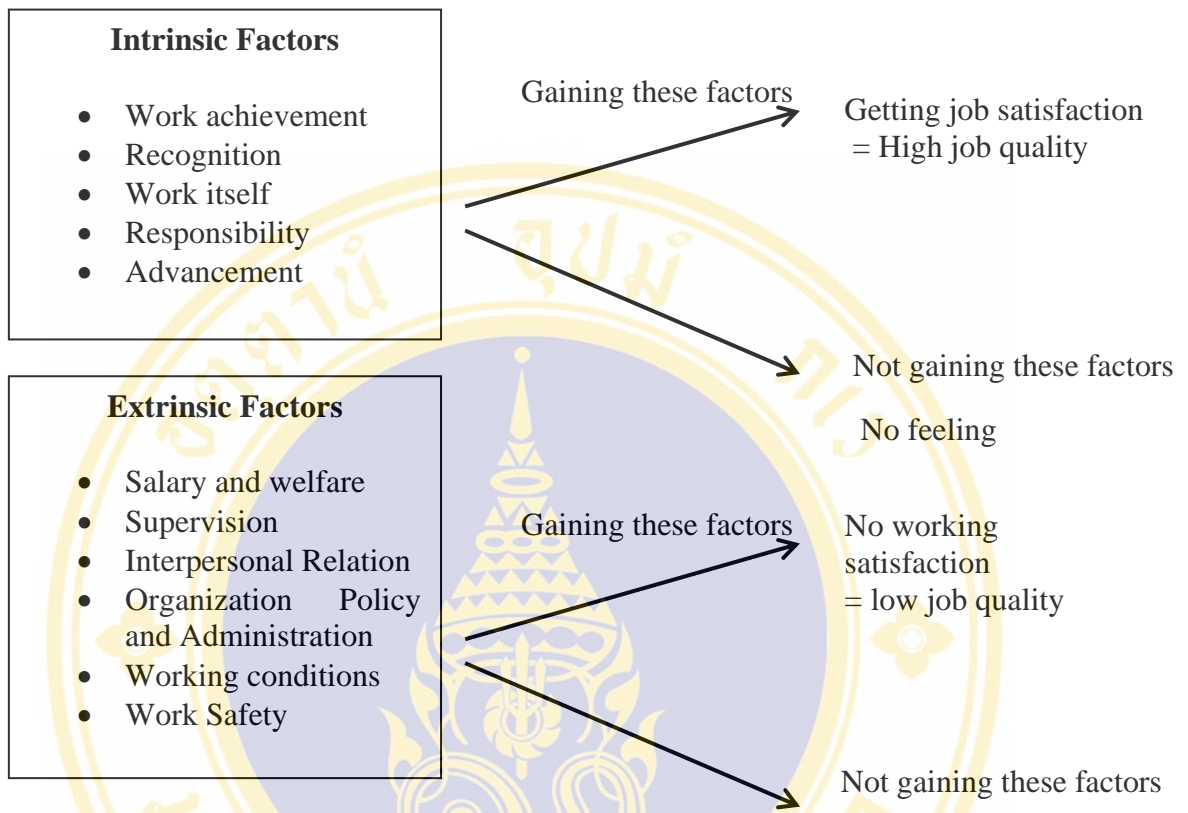 Intrinsic Factors
• Work achievement
• Recognition
• Work itself
• Responsibility
• Advancement
Gaining these factors
Getting job satisfaction
= High job quality
Not gaining these factors
No feeling
Extrinsic Factors
• Salary and welfare
• Supervision
• Interpersonal Relation
• Organization Policy
and Administration
• Working conditions
• Work Safety
Gaining these factors
No working
satisfaction
= low job quality
Not gaining these factors